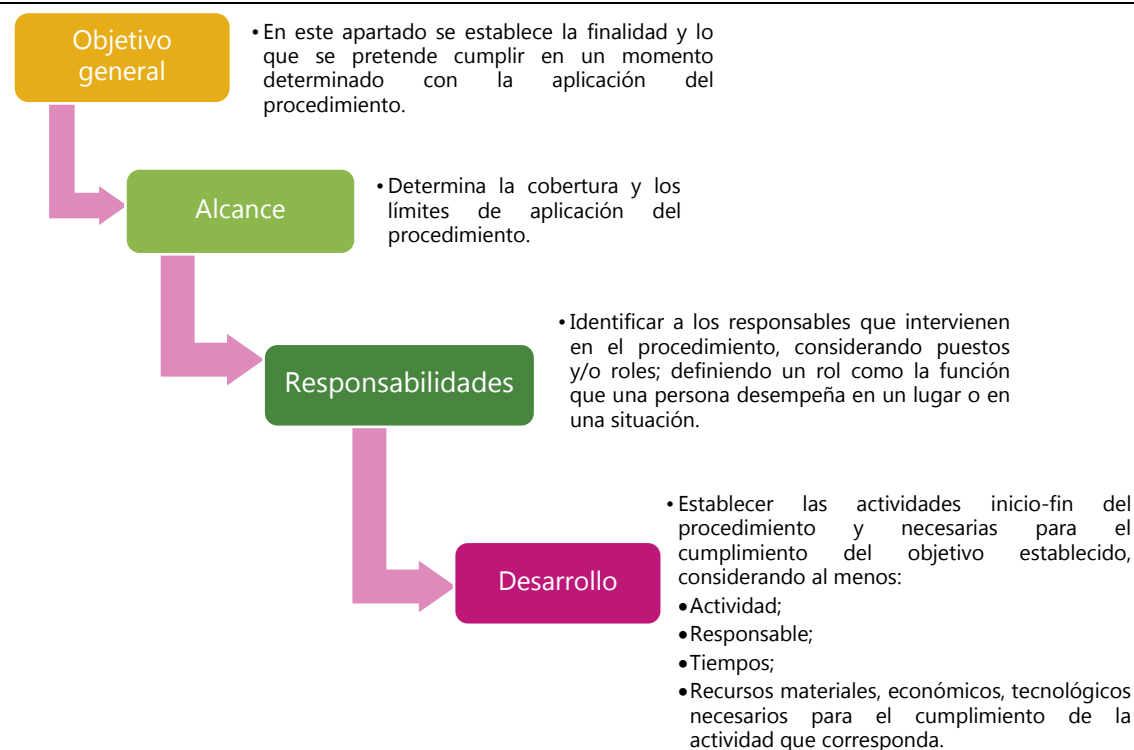 Objetivo
general
• En este apartado se establece la finalidad y lo
que se pretende cumplir en un momento
determinado con la aplicación del
procedimiento.
Alcance
• Determina la cobertura y los
límites de aplicación del
procedimiento.
Responsabilidades
• Identificar a los responsables que intervienen
en el procedimiento, considerando puestos
y/o roles; definiendo un rol como la función
que una persona desempeña en un lugar o en
una situación.
Desarrollo
• Establecer las actividades inicio-fin del
procedimiento y necesarias para el
cumplimiento del objetivo establecido,
considerando al menos:
•Actividad;
•Responsable;
•Tiempos;
•Recursos materiales, económicos, tecnológicos
necesarios para el cumplimiento de la
actividad que corresponda.